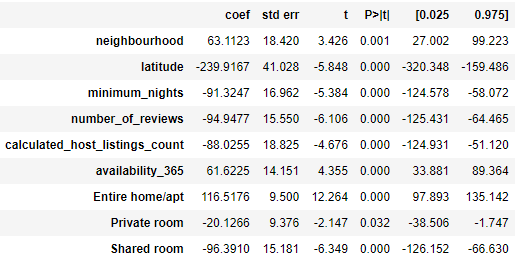 coef std err t P>|t| [0.025 0.975]
neighbourhood 63.1123 18.420 3.426 0.001 27.002 99.223
latitude -239.9167 41.028 -5.848 0.000 -320.348 -159.486
minimum_nights -91.3247 16.962 -5.384 0.000 -124.578 -58.072
number_of_reviews -94.9477 15.550 -6.106 0.000 -125.431 -64.465
calculated_host_listings_count -88.0255 18.825 -4.676 0.000 -124.931 -51.120
availability_365 61.6225 14.151 4.355 0.000 33.881 89.364
Entire home/apt 116.5176 9.500 12.264 0.000 97.893 135.142
Private room -20.1266 9.376 -2.147 0.032 -38.506 -1.747
Shared room -96.3910 15.181 -6.349 0.000 -126.152 -66.630